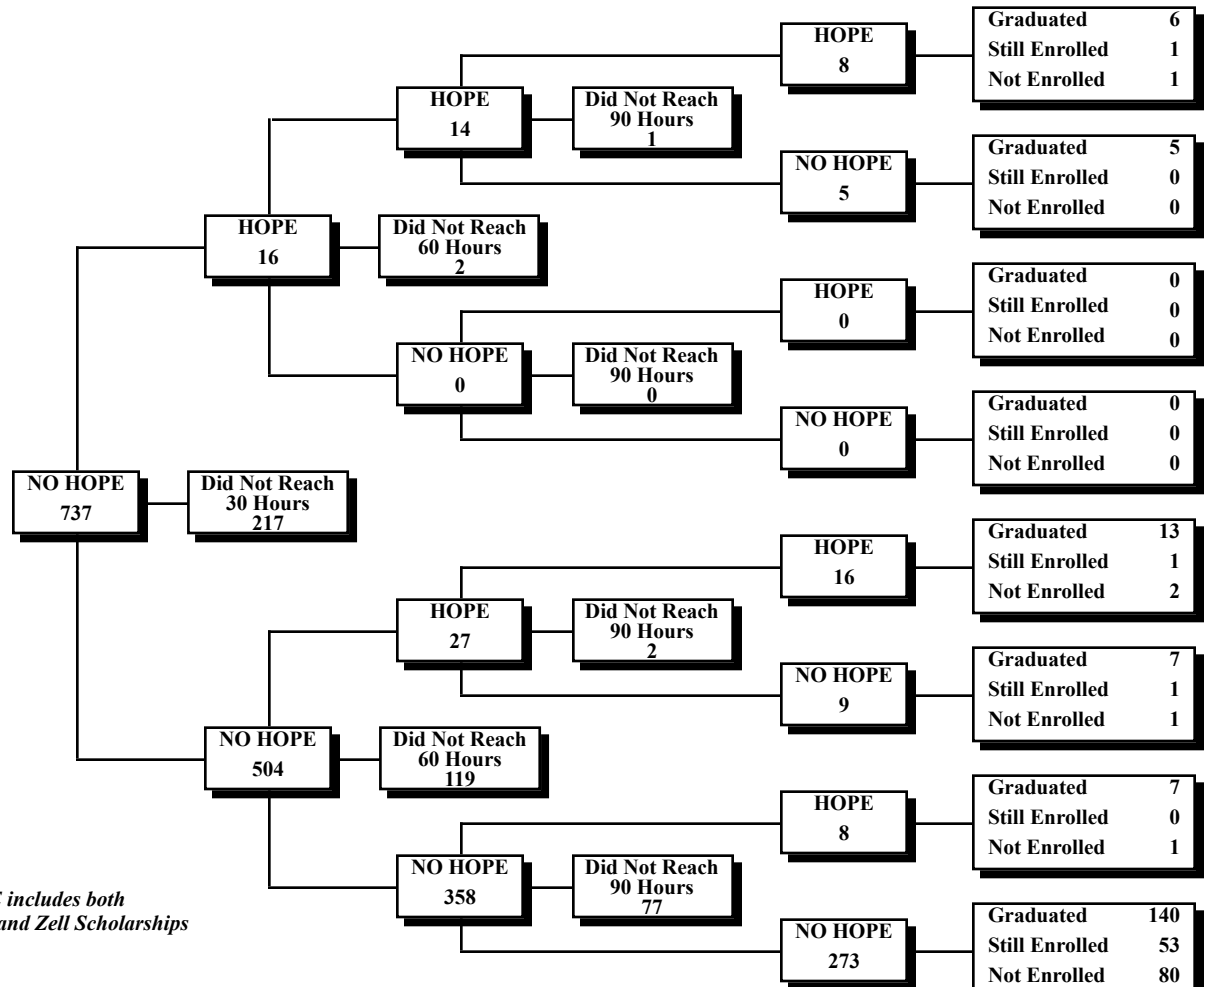 Graduated 6
Still Enrolled 1
Not Enrolled 1
HOPE
8
HOPE
14
Did Not Reach
90 Hours
1
Graduated 5
Still Enrolled 0
Not Enrolled 0
NO HOPE
5
HOPE
16
Did Not Reach
60 Hours
2
Graduated 0
Still Enrolled 0
Not Enrolled 0
HOPE
0
NO HOPE
0
Did Not Reach
90 Hours
0
Graduated 0
Still Enrolled 0
Not Enrolled 0
NO HOPE
0
NO HOPE
737
Did Not Reach
30 Hours
217
Graduated 13
Still Enrolled 1
Not Enrolled 2
HOPE
16
HOPE
27
Did Not Reach
90 Hours
2
Graduated 7
Still Enrolled 1
Not Enrolled 1
NO HOPE
9
NO HOPE
504
Did Not Reach
60 Hours
119
Graduated 7
Still Enrolled 0
Not Enrolled 1
HOPE
8
NO HOPE
358
Did Not Reach
90 Hours
77
includes both
and Zell Scholarships
Graduated 140
Still Enrolled 53
Not Enrolled 80
NO HOPE
273